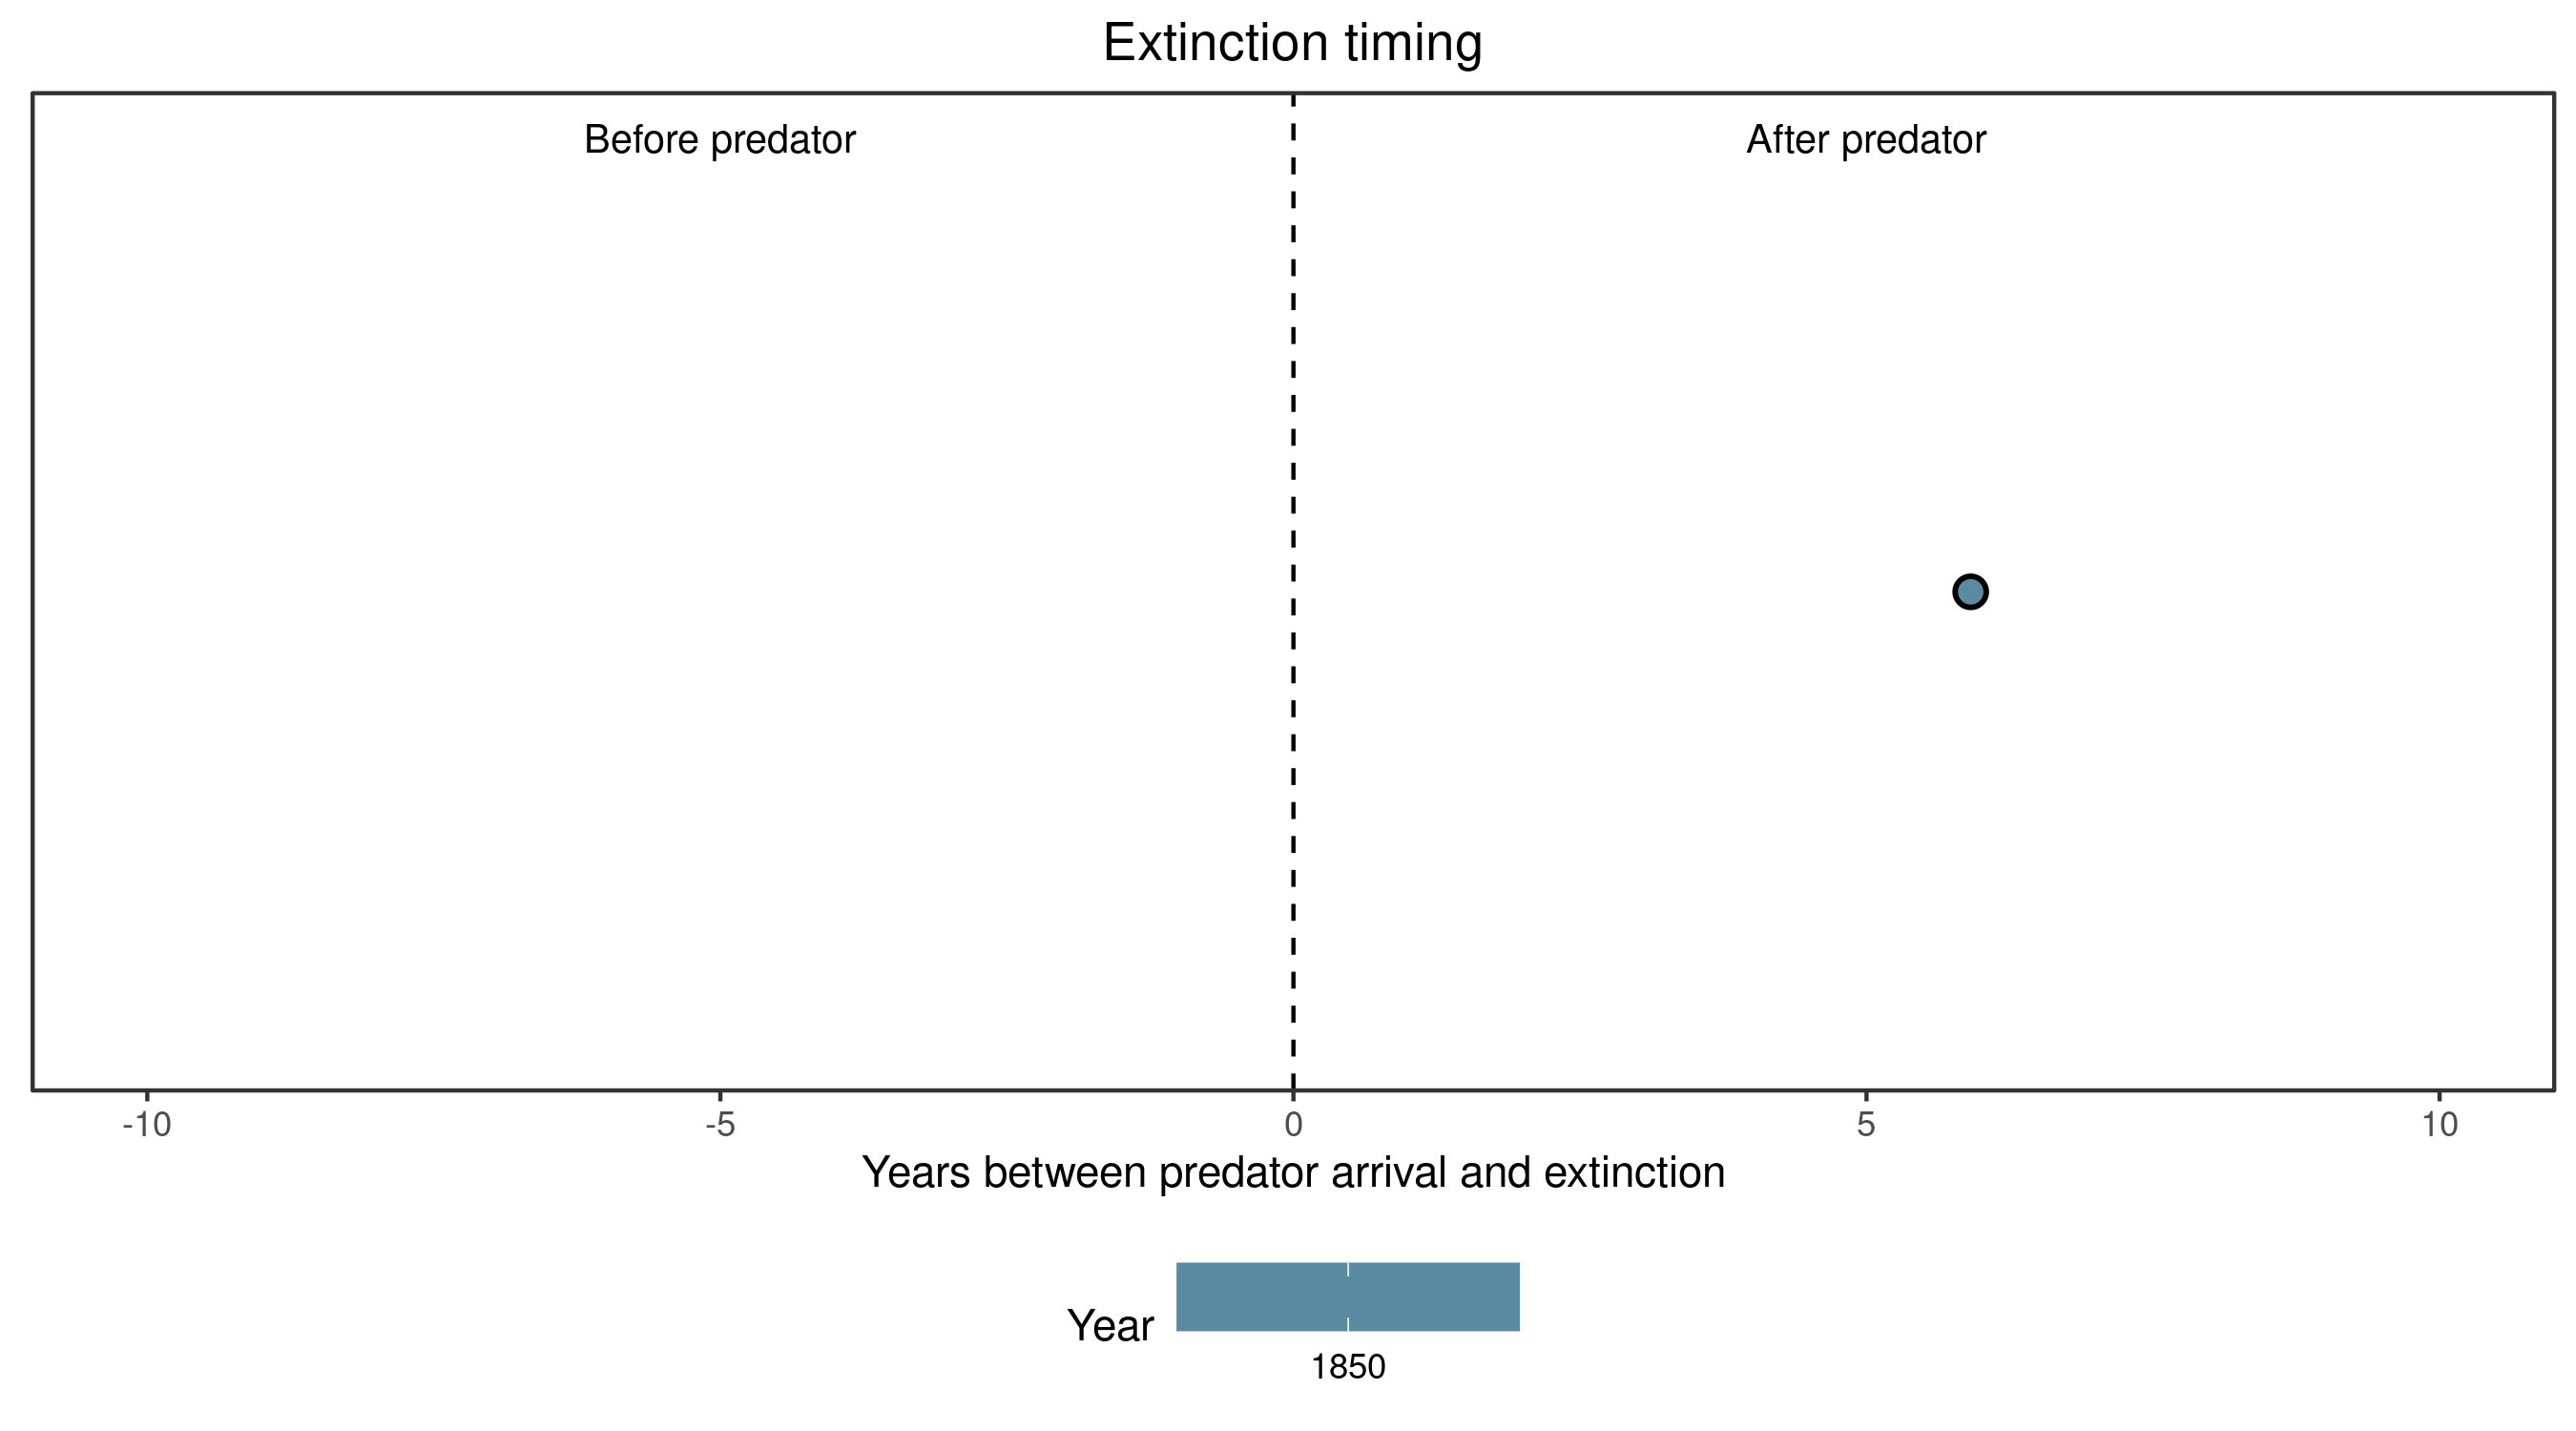 Extinction timing
Before predator
After predator
-10 -5 0 5 10
Years between predator arrival and extinction
Year
1850